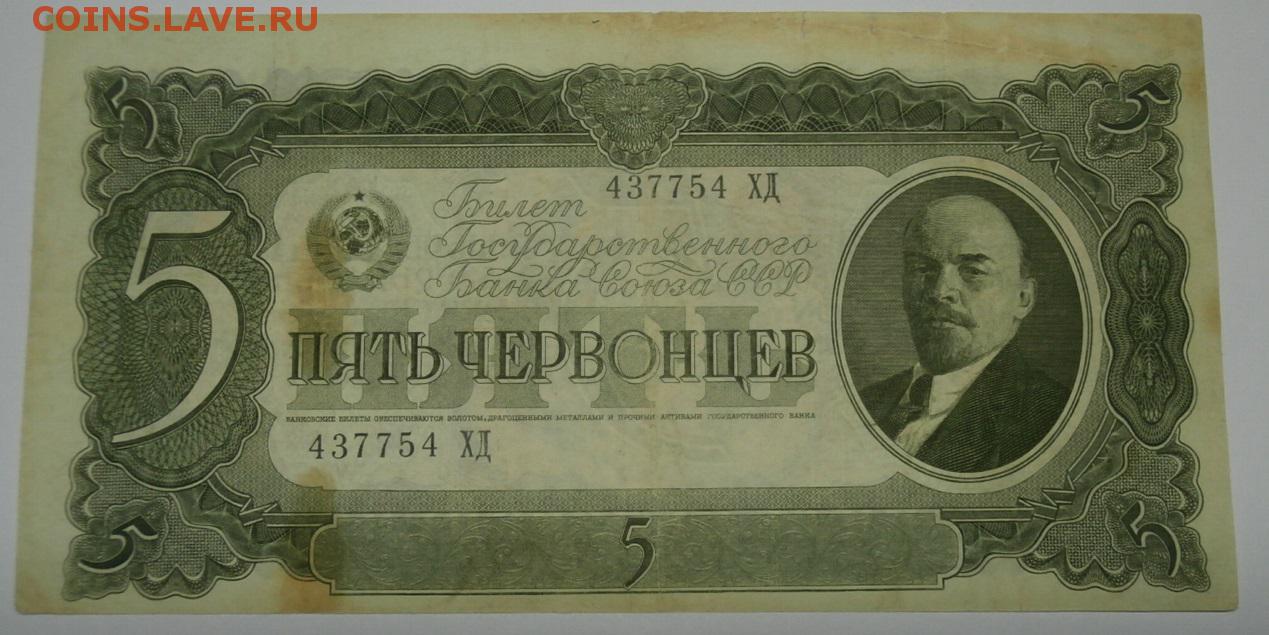 COINS.LAVE.RU
5 5
437754 ХД
Билет
Государственного
Банка Союза ССР
5
ПЯТЬ
ПЯТЬ ЧЕРВОНЦЕВ
БАНКОВСКИЕ БИЛЕТЫ ОБЕСПЕЧИВАЮТСЯ ЗОЛОТОМ, ДРАГОЦЕННЫМИ МЕТАЛЛАМИ И ПРОЧИМИ АКТИВАМИ ГОСУДАРСТВЕННОГО БАНКА
437754 ХД
5 5 5